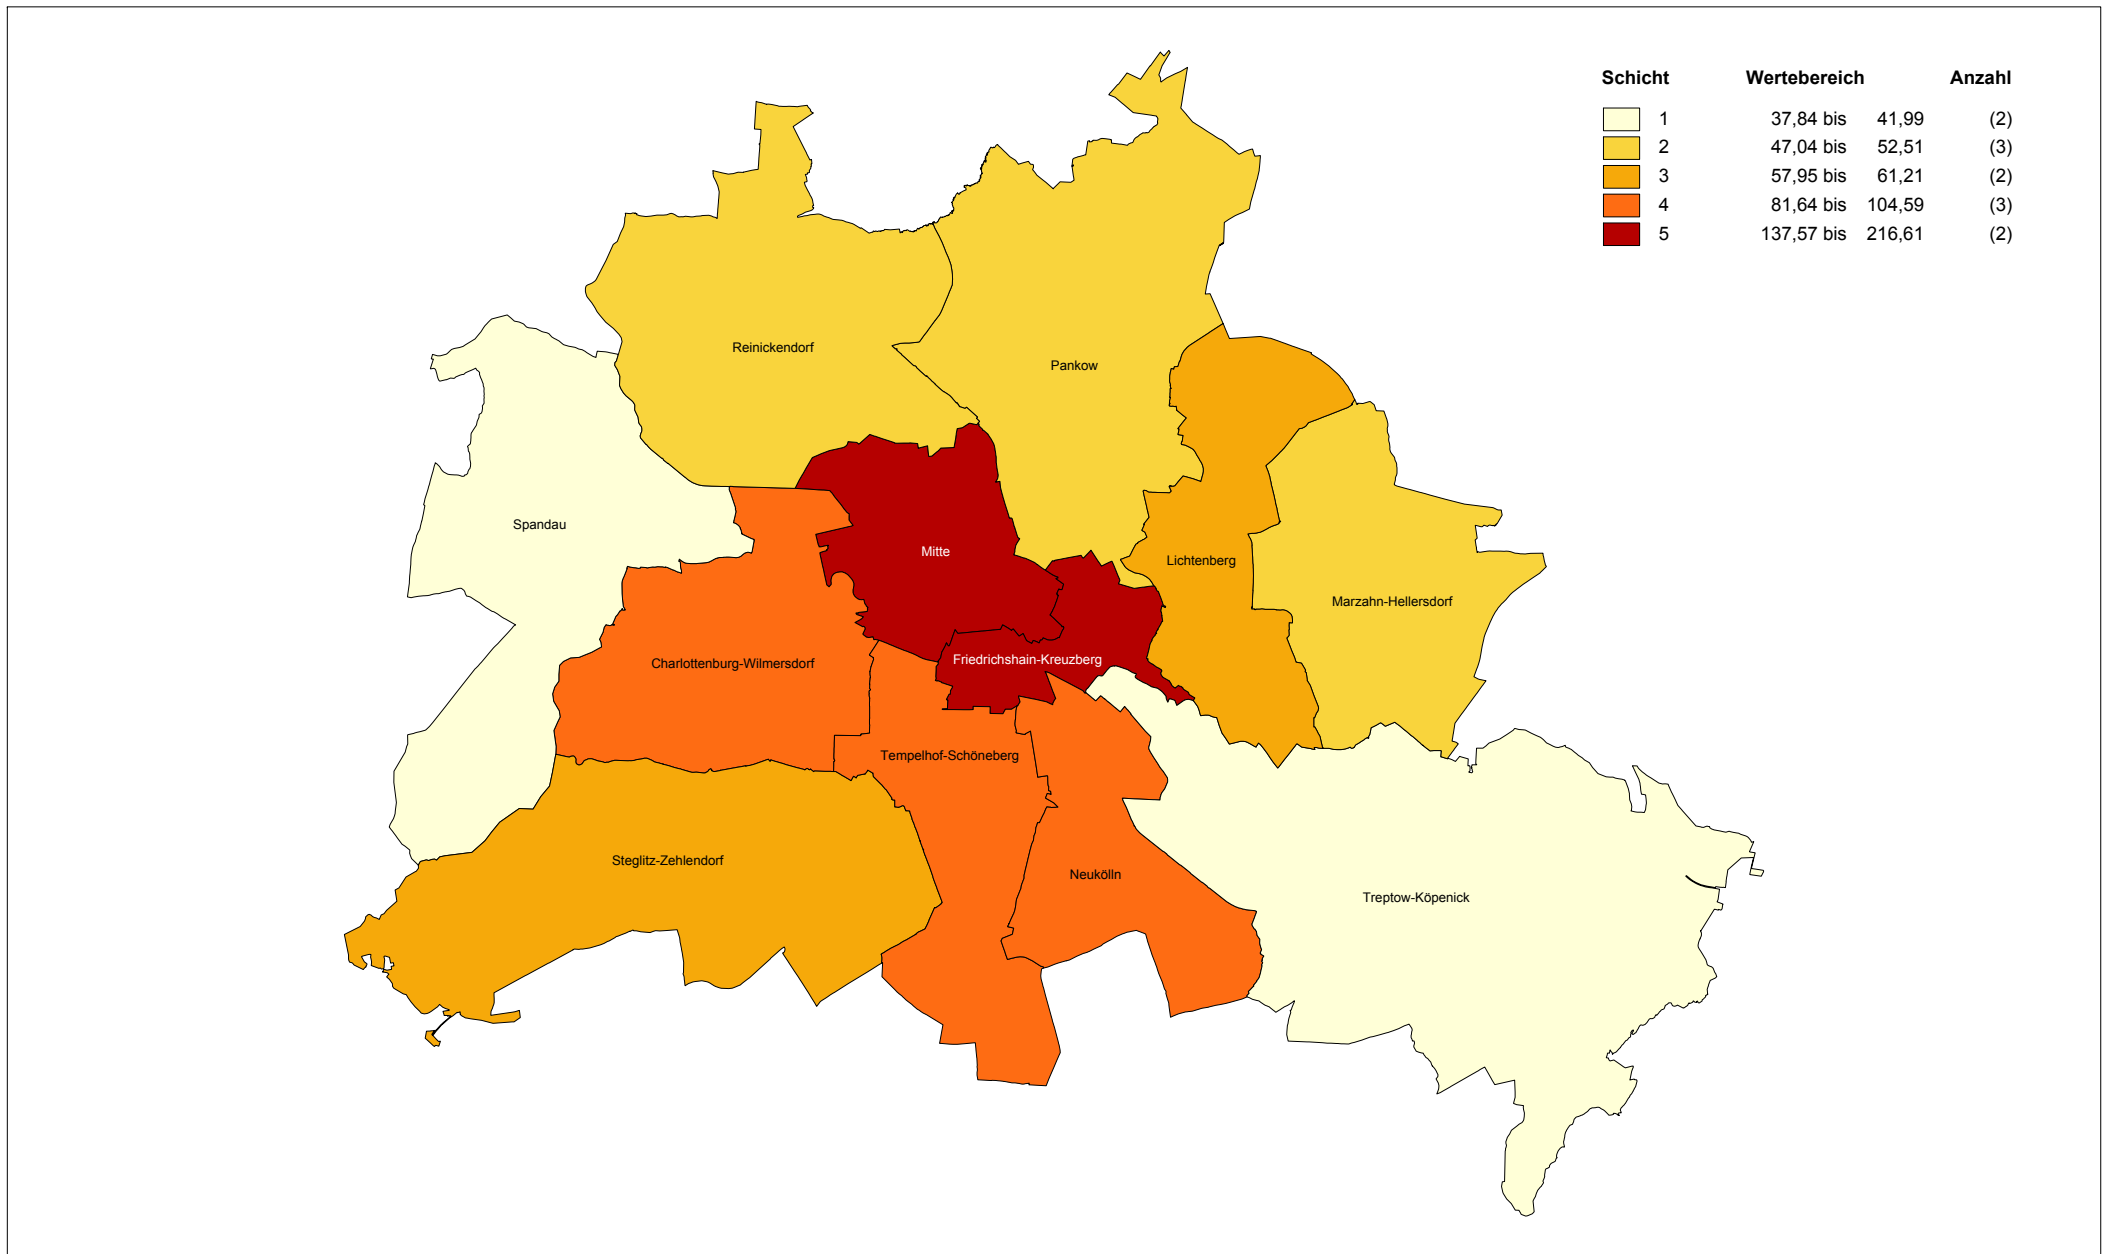 Schicht Wertebereich Anzahl
1 37,84 bis 41,99 (2)
2 47,04 bis 52,51 (3)
3 57,95 bis 61,21 (2)
4 81,64 bis 104,59 (3)
5 137,57 bis 216,61 (2)
Reinickendorf
Pankow
Spandau
Mitte
Lichtenberg
Marzahn-Hellersdorf
Charlottenburg-Wilmersdorf
Friedrichshain-Kreuzberg
Tempelhof-Schöneberg
Steglitz-Zehlendorf
Neukölln
Treptow-Köpenick